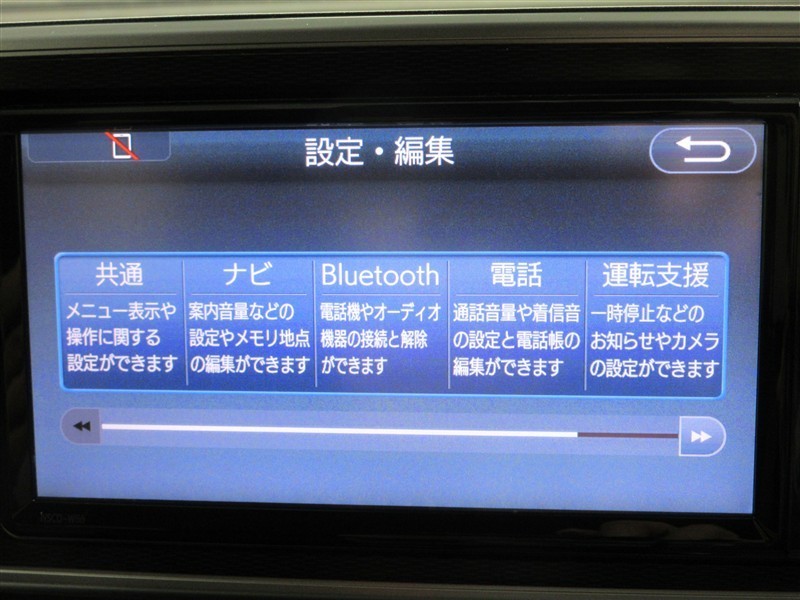 設定・編集
共通
メニュー表示や
操作に関する
設定ができます
ナビ
案内音量などの
設定やメモリ地点
の編集ができます
Bluetooth
電話機やオーディオ
機器の接続と解除
ができます
電話
通話音量や着信音
の設定と電話帳の
編集ができます
運転支援
一時停止などの
お知らせやカメラ
の設定ができます